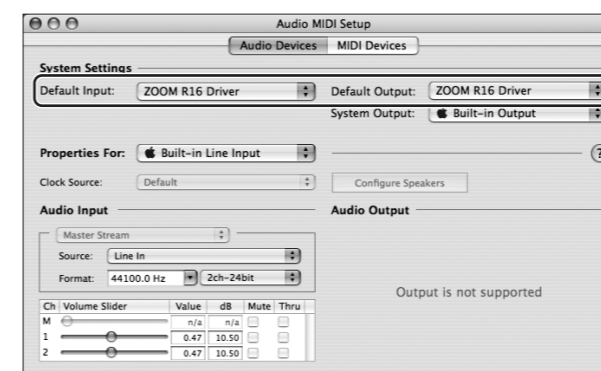 Audio MIDI Setup
Audio Devices MIDI Devices
System Settings
Default Input: ZOOM R16 Driver Default Output: ZOOM R16 Driver
System Output: Built-in Output
Properties For: Built-in Line Input ?
Clock Source: Default Configure Speakers
Audio Input Audio Output
Master Stream
Source: Line In
Format: 44100.0 Hz 2ch-24bit
Output is not supported
Ch Volume Slider Value dB Mute Thru
M n/a n/a
1 0.47 10.50
2 0.47 10.50